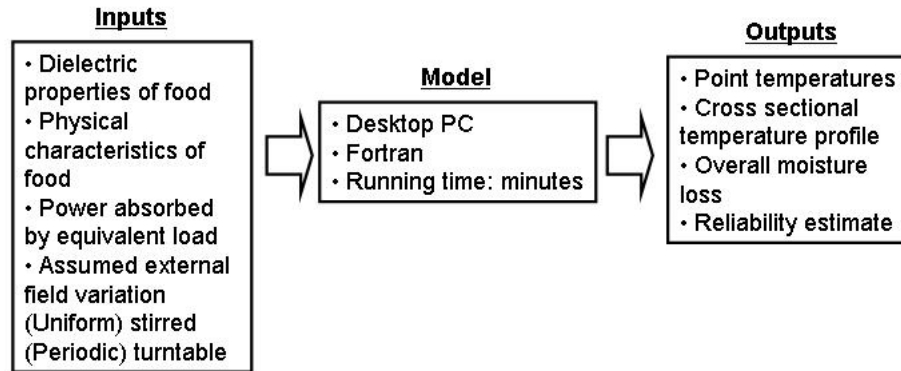 Inputs
• Dielectric
properties of food
• Physical
characteristics of
food
• Power absorbed
by equivalent load
• Assumed external
field variation
(Uniform) stirred
(Periodic) turntable
Model
• Desktop PC
• Fortran
• Running time: minutes
Outputs
• Point temperatures
• Cross sectional
temperature profile
• Overall moisture
loss
• Reliability estimate